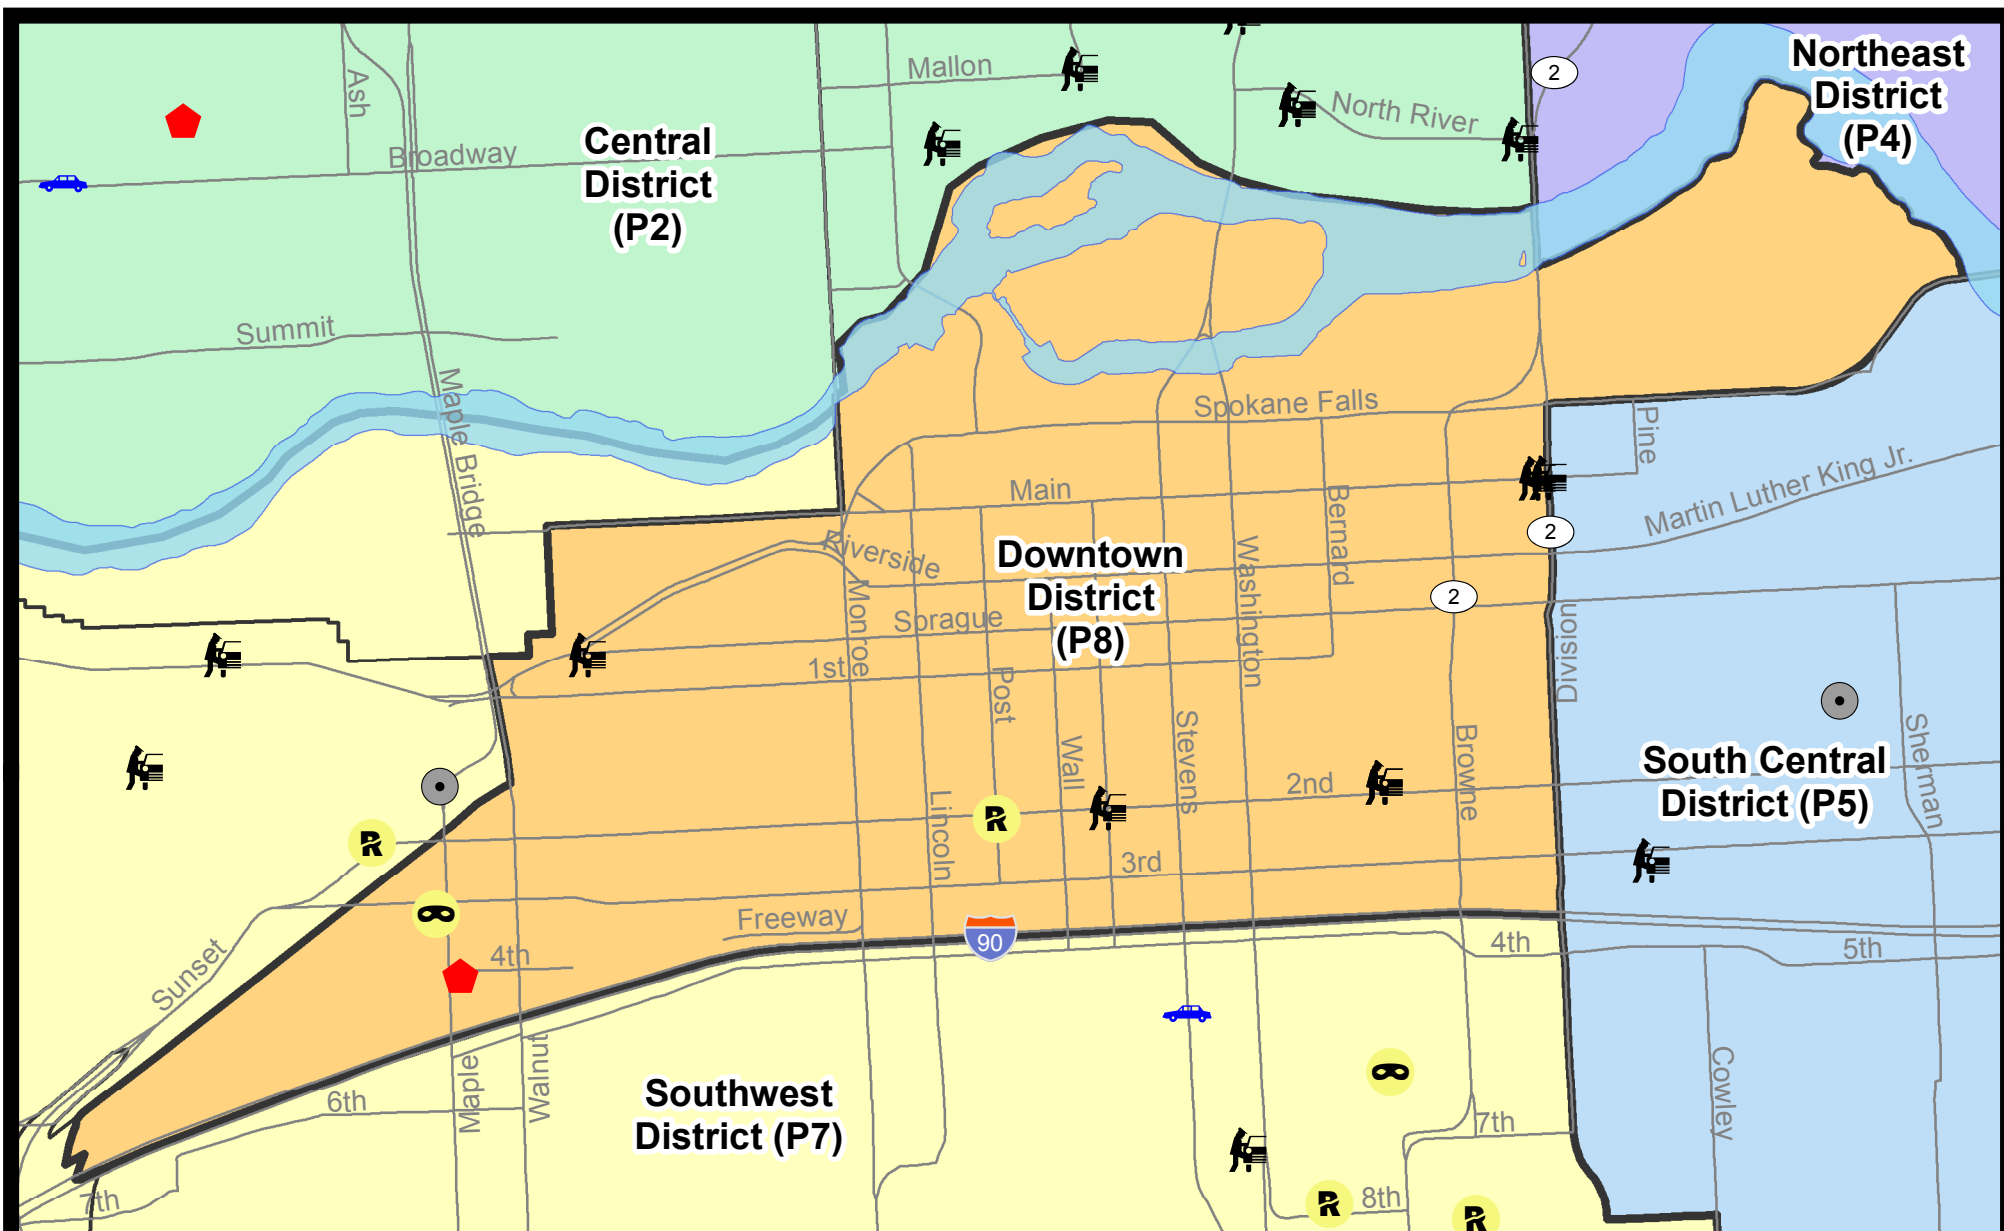 Northeast
District
(P4)
2
Mallon
Ash
North River
Central
District
(P2)
Broadway
Summit
Maple Bridge
Spokane Falls
Pine
Martin Luther King Jr.
Main
Bernard
2
Riverside
Downtown
District
(P8)
Washington
2
Monroe
Sprague
Division
1st
Post
Wall
Stevens
Browne
Sherman
South Central
District (P5)
2nd
Lincoln
R
R
3rd
Freeway
90
4th
4th
5th
Sunset
Maple
Walnut
6th
Southwest
District (P7)
Cowley
7th
7th
8th
R
R